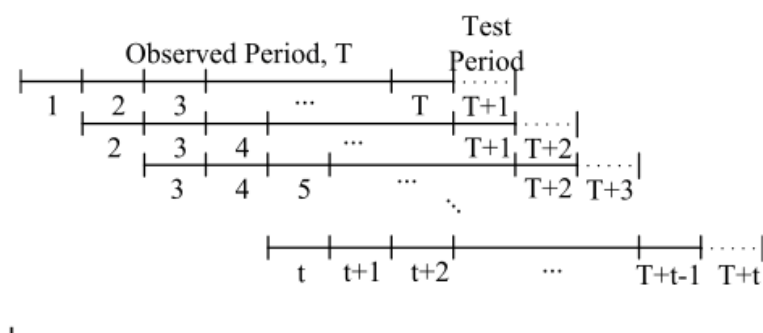 Test
Observed Period, T Period
1 2 3 ... T T+1
2 3 4 ... T+1 T+2
3 4 5 ... T+2 T+3
t t+1 t+2 ... T+t-1 T+t